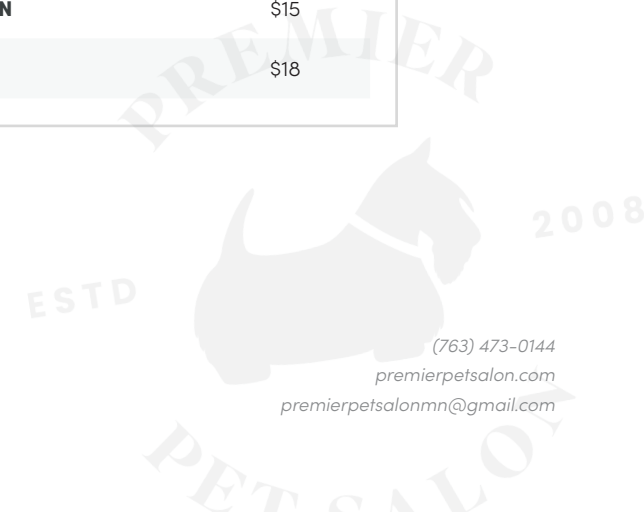 N $15
$18
PREMIER
ESTD 2008
(763) 473-0144
premierpetsalon.com
premierpetsalonmn@gmail.com
PET SALON